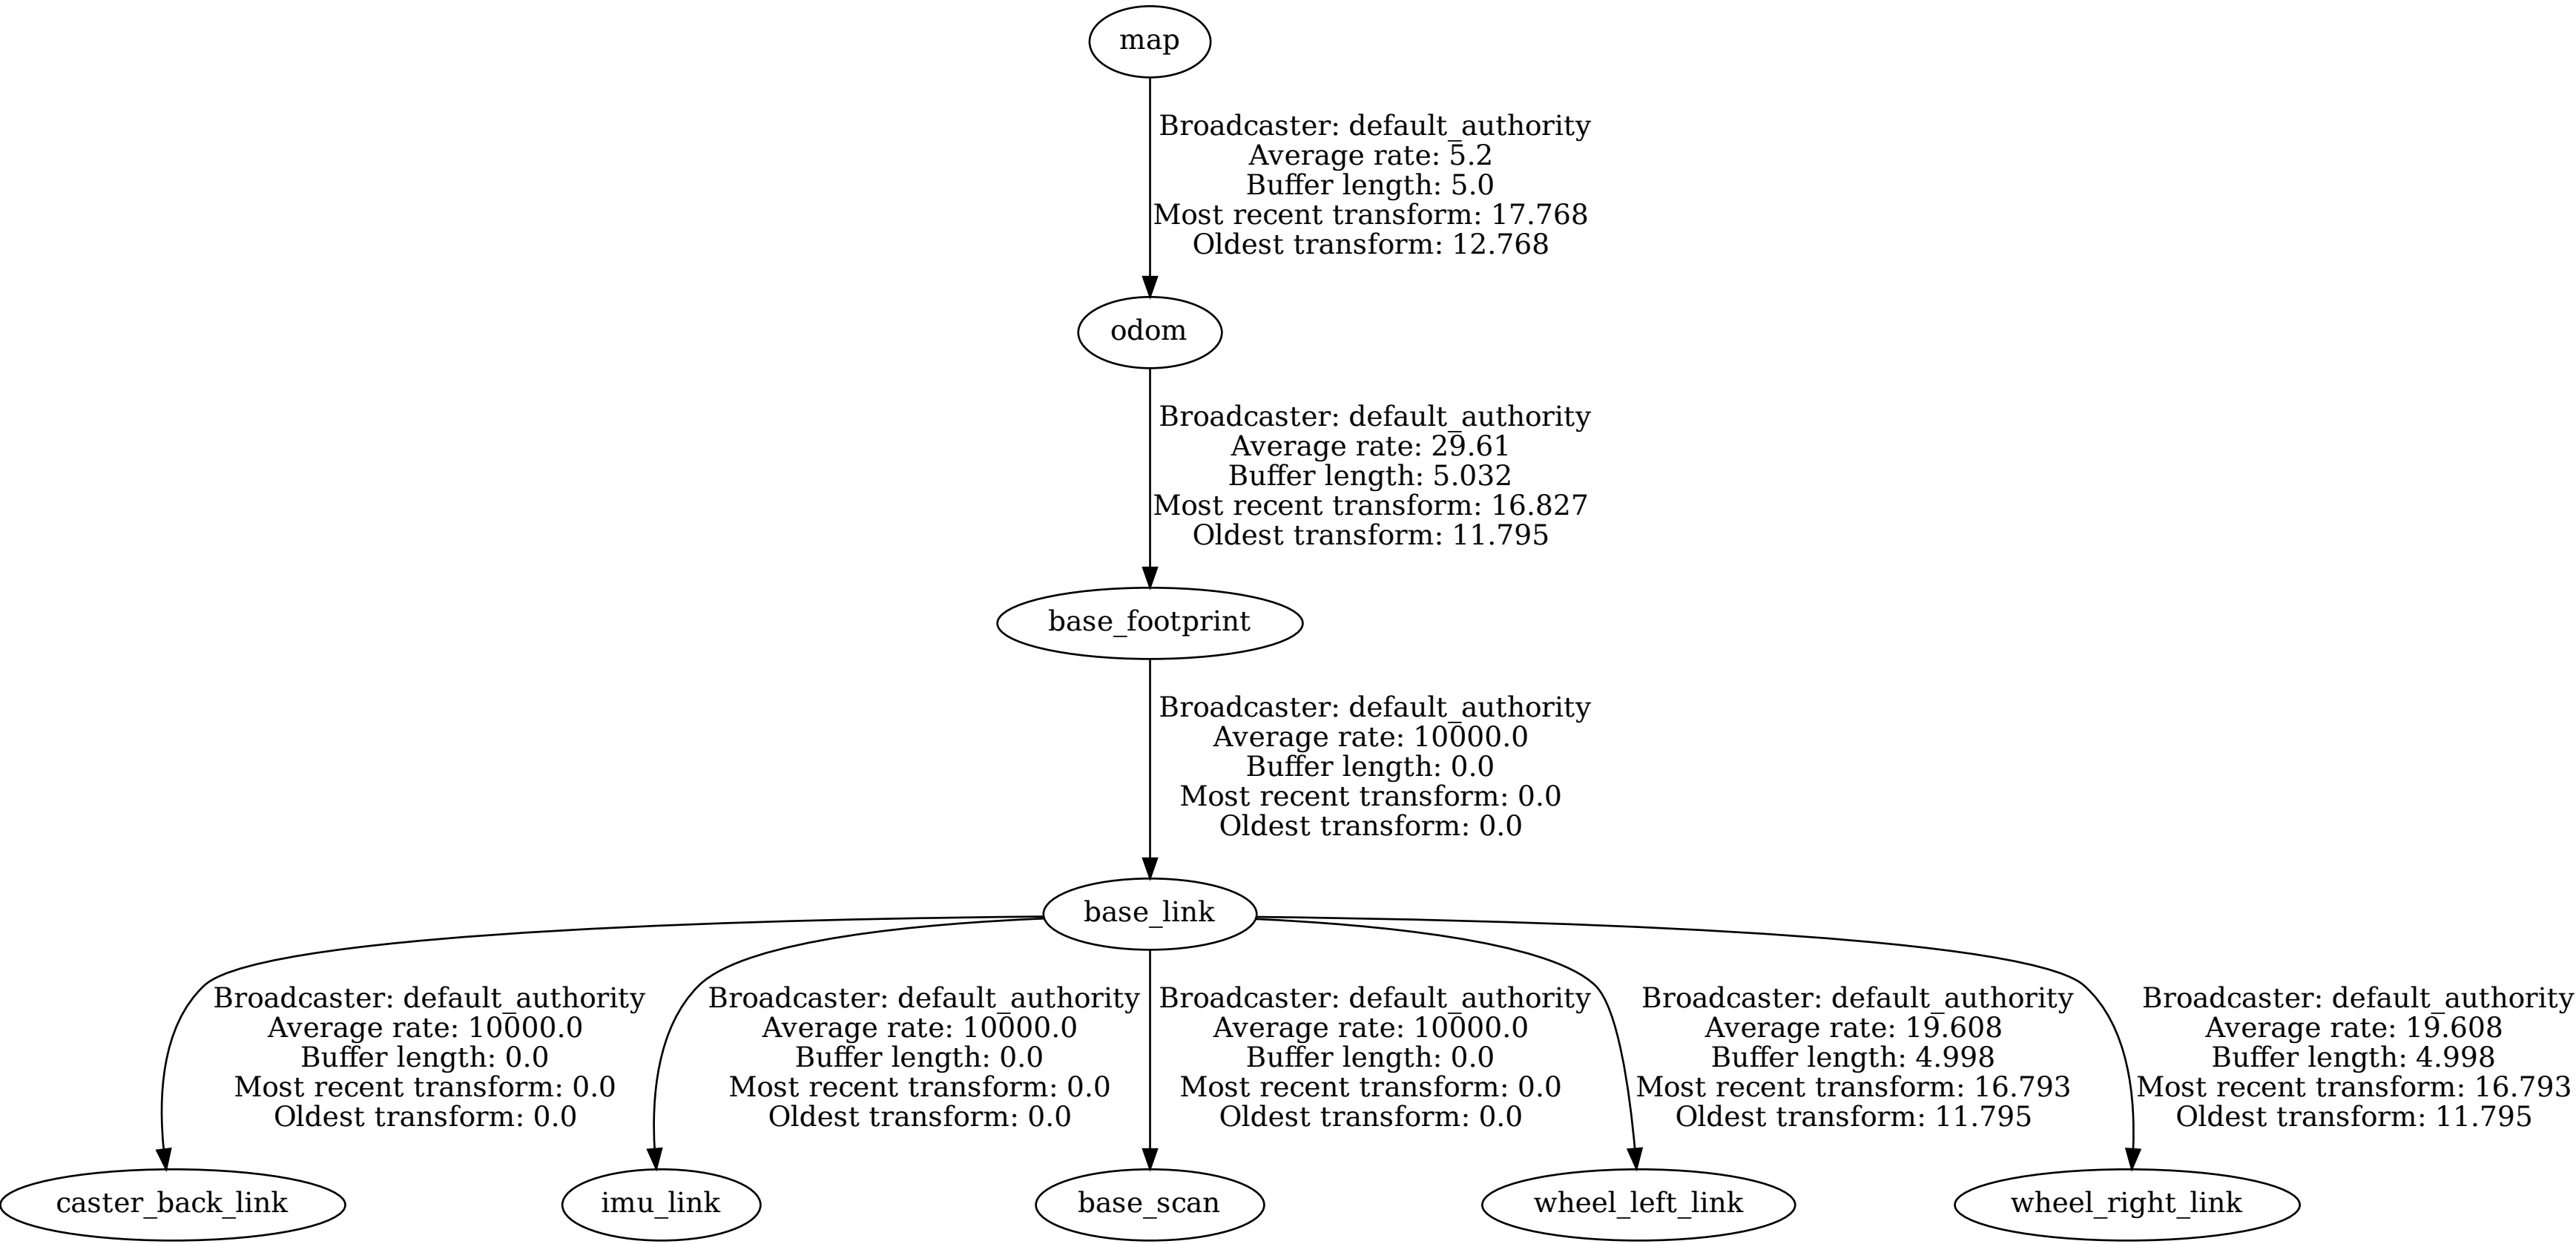 map
Broadcaster: default_authority
Average rate: 5.2
Buffer length: 5.0
Most recent transform: 17.768
Oldest transform: 12.768
odom
Broadcaster: default_authority
Average rate: 29.61
Buffer length: 5.032
Most recent transform: 16.827
Oldest transform: 11.795
base_footprint
Broadcaster: default_authority
Average rate: 10000.0
Buffer length: 0.0
Most recent transform: 0.0
Oldest transform: 0.0
base_link
Broadcaster: default_authority
Average rate: 10000.0
Buffer length: 0.0
Most recent transform: 0.0
Oldest transform: 0.0
Broadcaster: default_authority
Average rate: 10000.0
Buffer length: 0.0
Most recent transform: 0.0
Oldest transform: 0.0
Broadcaster: default_authority
Average rate: 10000.0
Buffer length: 0.0
Most recent transform: 0.0
Oldest transform: 0.0
Broadcaster: default_authority
Average rate: 19.608
Buffer length: 4.998
Most recent transform: 16.793
Oldest transform: 11.795
Broadcaster: default_authority
Average rate: 19.608
Buffer length: 4.998
Most recent transform: 16.793
Oldest transform: 11.795
caster_back_link
imu_link
base_scan
wheel_left_link
wheel_right_link